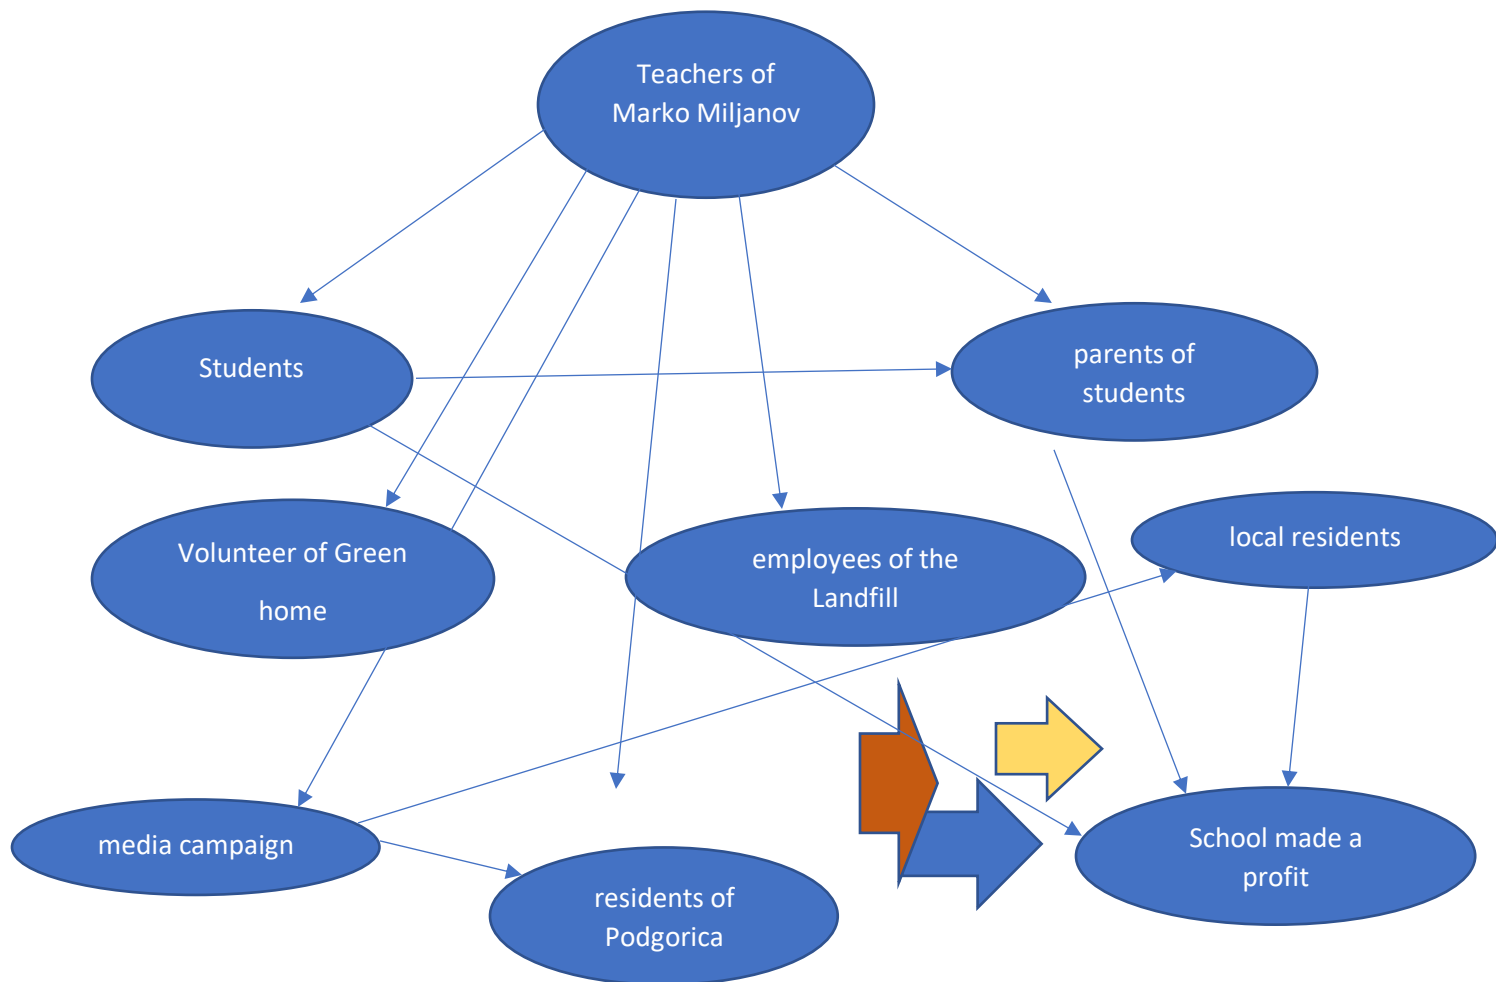 Teachers of
Marko Miljanov
Students
parents of
students
Volunteer of Green
home
employees of the
Landfill
local residents
media campaign
residents of
Podgorica
School made a
profit